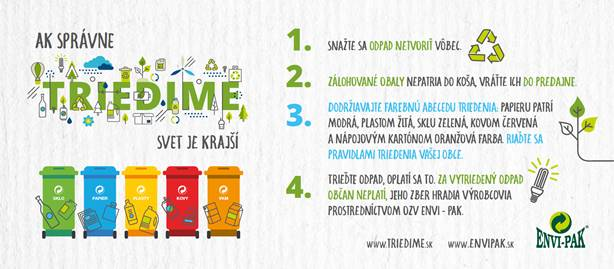 AK SPRÁVNE
TRIEDIME
SVET JE KRAJŠÍ
SKLO
PAPIER
PLASTY
KOVY
VKM
1. SNAŽTE SA ODPAD NETVORIŤ VÔBEC.
2. ZÁLOHOVANÉ OBALY NEPATRIA DO KOŠA, VRÁŤTE ICH DO PREDAJNE.
3. DODRŽIAVAJTE FAREBNÚ ABECEDU TRIEDENIA: PAPIERU PATRÍ
MODRÁ, PLASTOM ŽLTÁ, SKLU ZELENÁ, KOVOM ČERVENÁ
A NÁPOJOVÝM KARTÓNOM ORANŽOVÁ FARBA. RIAĎTE SA
PRAVIDLAMI TRIEDENIA VAŠEJ OBCE.
4. TRIEĎTE ODPAD, OPLATÍ SA TO. ZA VYTRIEDENÝ ODPAD
OBČAN NEPLATÍ, JEHO ZBER HRADIA VÝROBCOVIA
PROSTREDNÍCTVOM OZV ENVI - PAK.
WWW.TRIEDIME.SK WWW.ENVIPAK.SK
ENVI-PAK